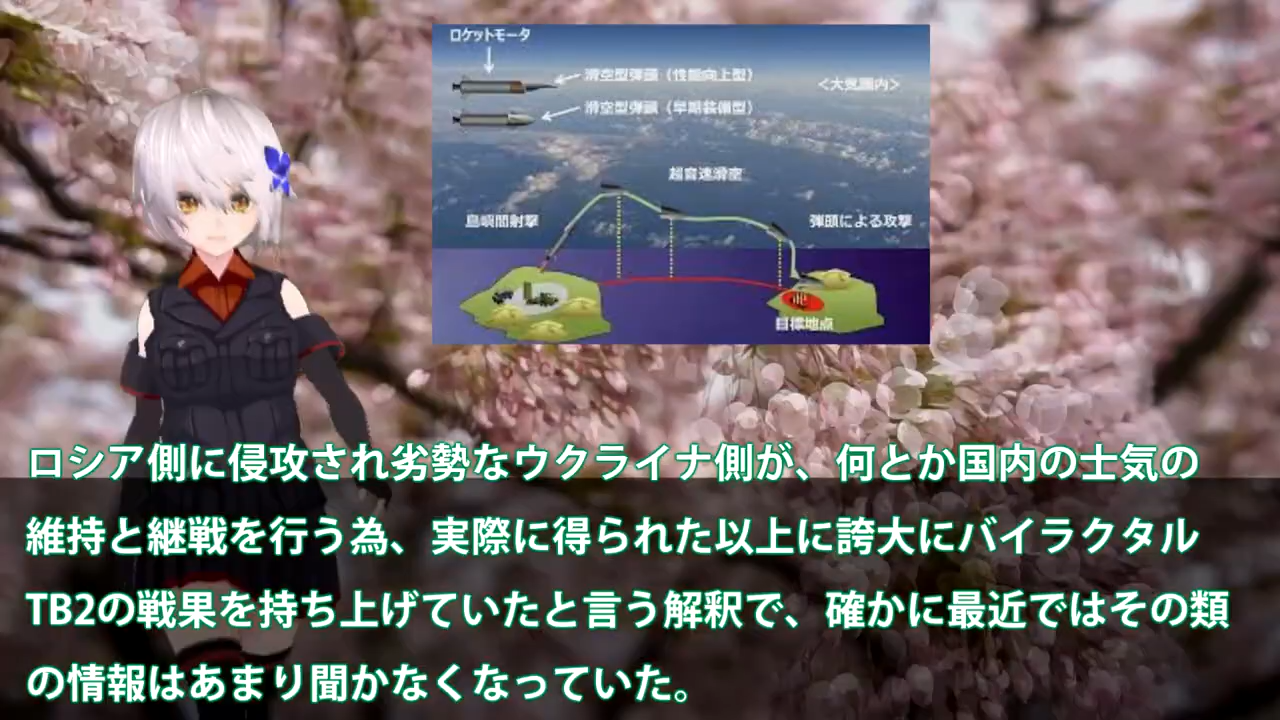 ロケットモータ
滑空型弾頭（性能向上型）
＜大気圏内＞
滑空型弾頭（早期装備型）
超音速滑空
島嶼間射撃
弾頭による攻撃
目標地点
ロシア側に侵攻され劣勢なウクライナ側が、何とか国内の士気の
維持と継戦を行う為、実際に得られた以上に誇大にバイラクタル
TB2の戦果を持ち上げていたと言う解釈で、確かに最近ではその類
の情報はあまり聞かなくなっていた。